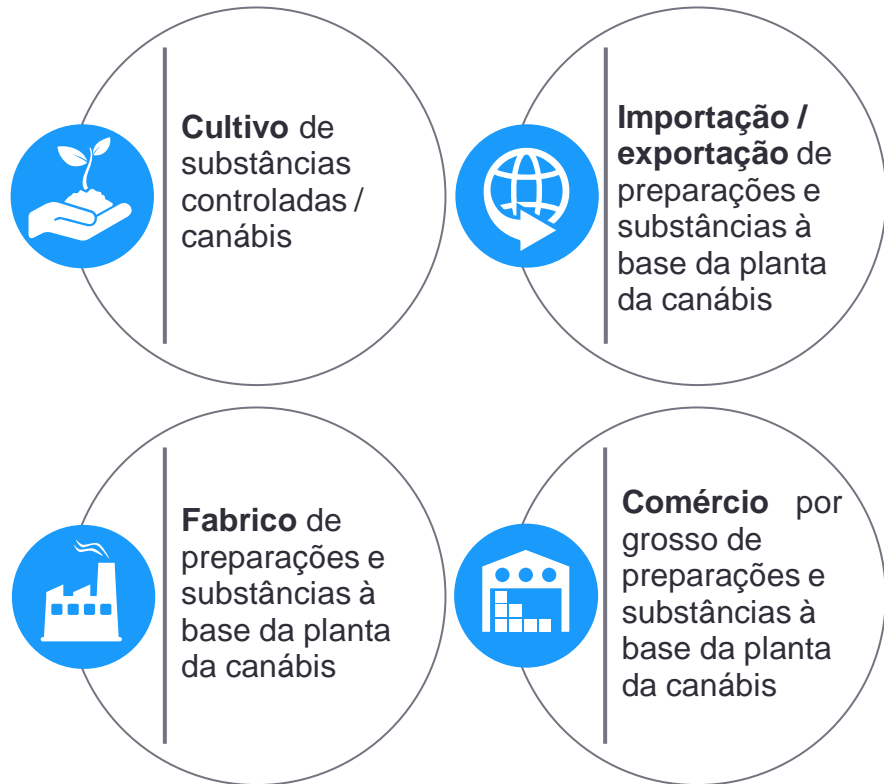 Cultivo de
substâncias
controladas /
canábis
Importação /
exportação de
preparações e
substâncias à
base da planta
da canábis
Fabrico de
preparações e
substâncias à
base da planta
da canábis
Comércio por
grosso de
preparações e
substâncias à
base da planta
da canábis